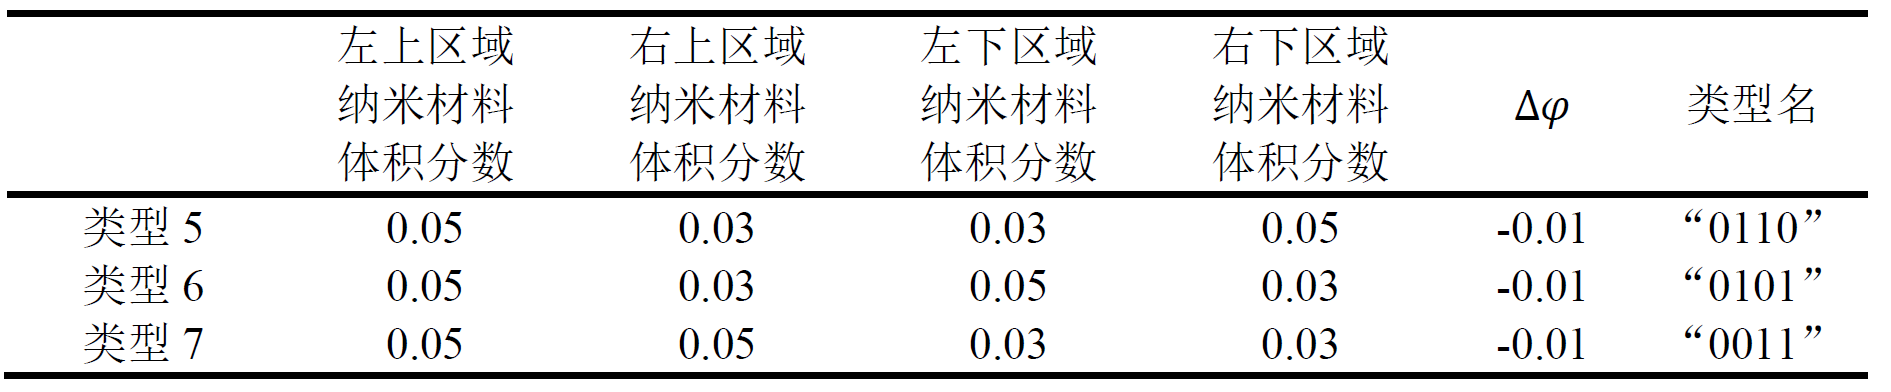 左上区域 右上区域 左下区域 右下区域
纳米材料 纳米材料 纳米材料 纳米材料 Δφ 类型名
体积分数 体积分数 体积分数 体积分数
类型 5 0.05 0.03 0.03 0.05 -0.01 “0110”
类型 6 0.05 0.03 0.05 0.03 -0.01 “0101”
类型 7 0.05 0.05 0.03 0.03 -0.01 “0011”